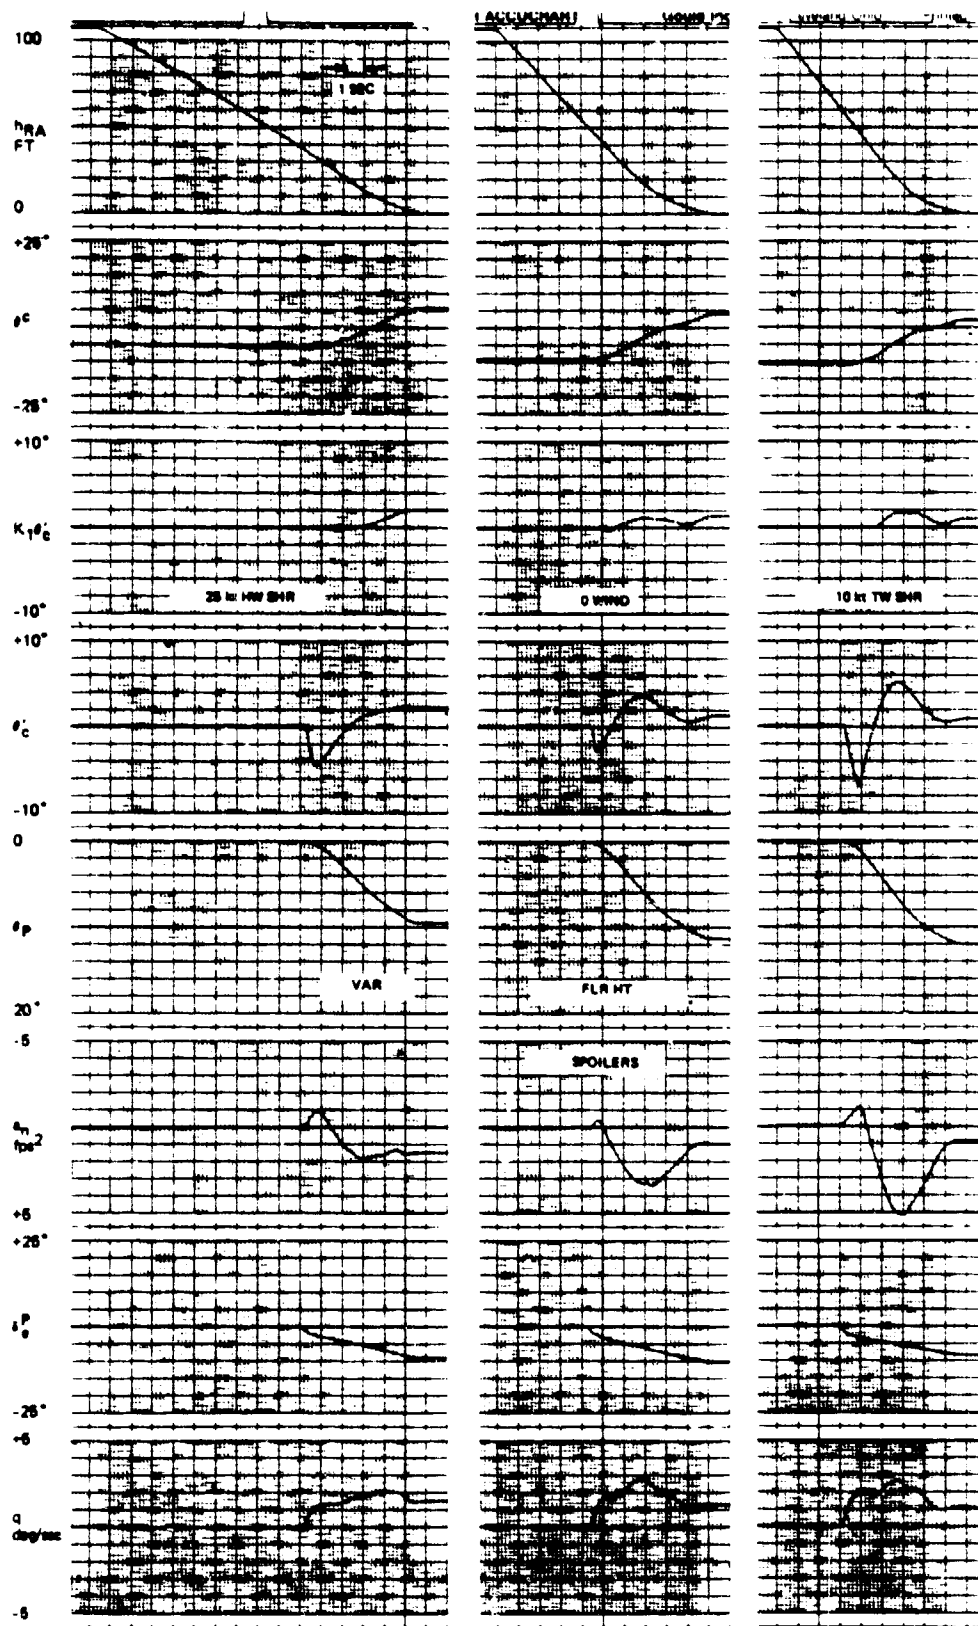 ACCUCHART
100
1 SEC
hRA
FT
0
+25°
θc
-25°
+10°
K1θ'c
25 kt HW SHR
0 WIND
10 kt TW SHR
-10°
+10°
θ'c
-10°
0
θP
VAR
FLR HT
20°
-5
SPOILERS
an
fps2
+5
+25°
δPe
-25°
+5
q
deg/sec
-5